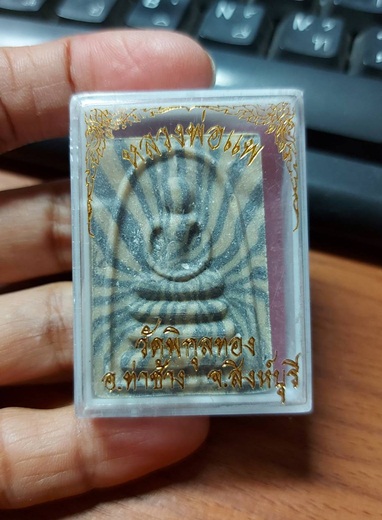 หลวงพ่อแพ
วัดพิกุลทอง
อ.ท่าช้าง จ.สิงห์บุรี